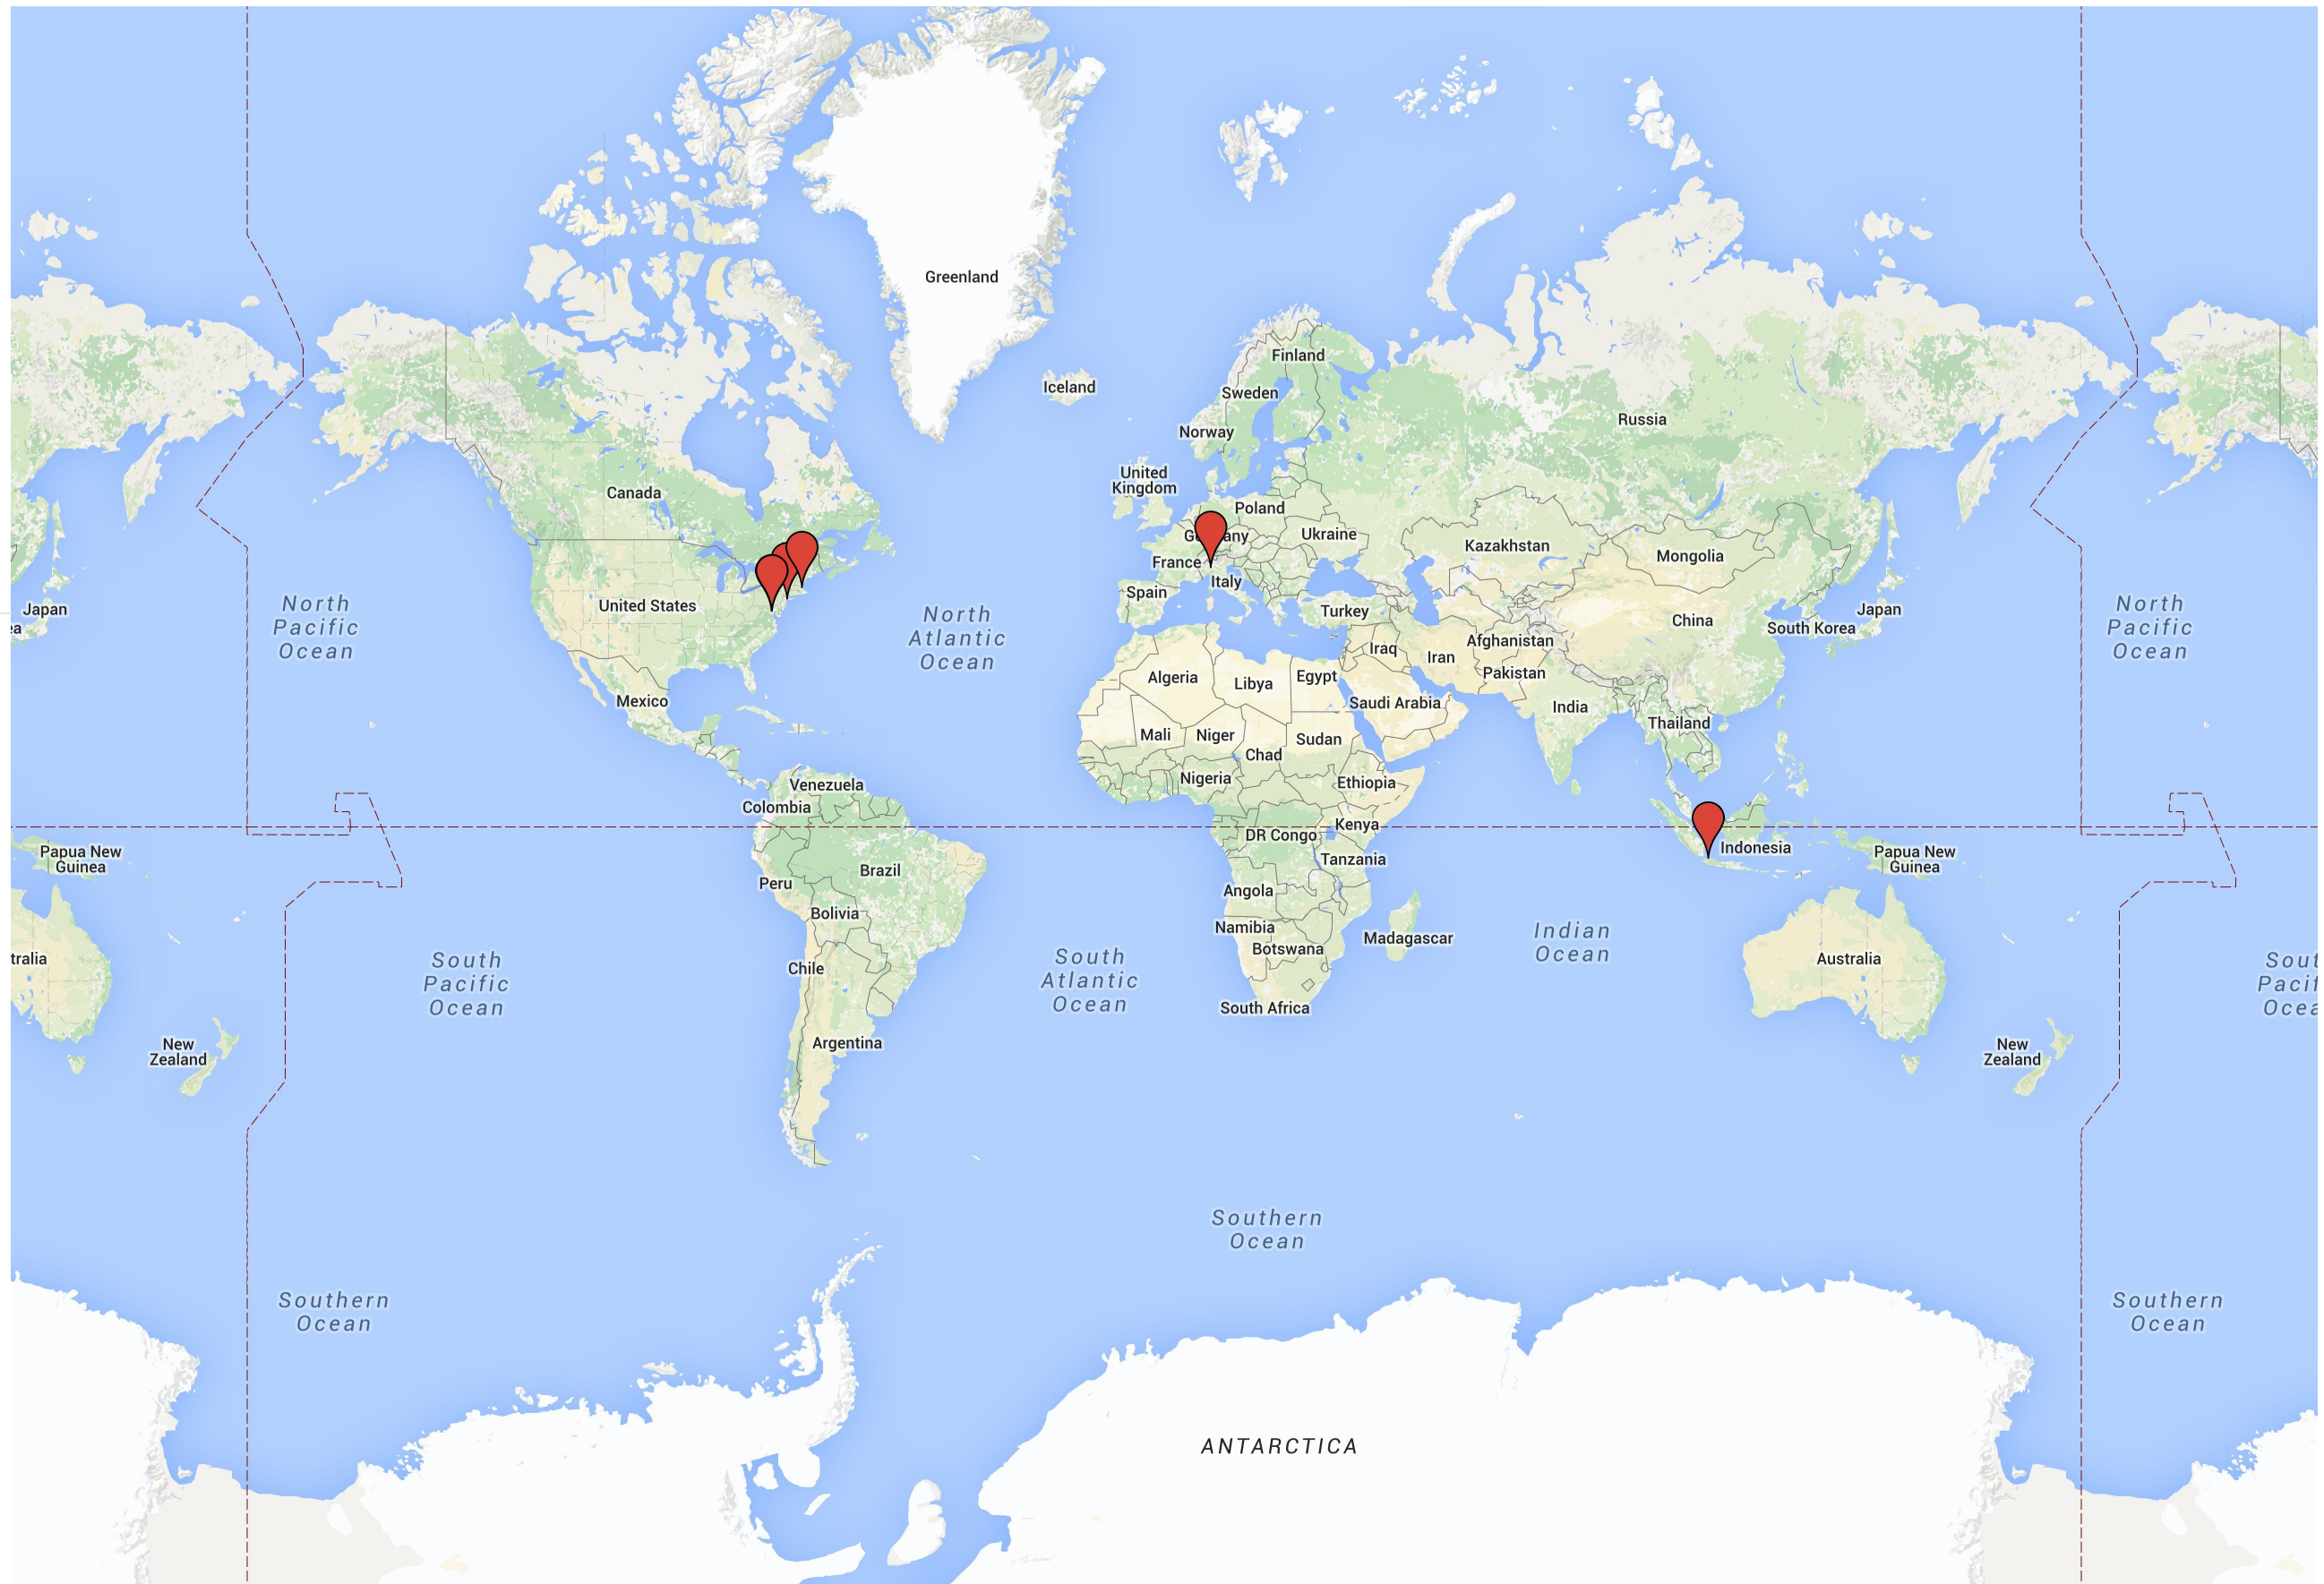 Greenland
Finland
Iceland
Sweden
Russia
Norway
United
Kingdom
Canada
Poland
Germany
Ukraine
Kazakhstan
Mongolia
France
Italy
Spain
United States
Turkey
China
Japan
South Korea
Japan
ea
North
Pacific
Ocean
North
Atlantic
Ocean
North
Pacific
Ocean
Afghanistan
Iraq
Iran
Pakistan
Algeria
Libya
Egypt
Saudi Arabia
India
Mexico
Thailand
Mali
Niger
Sudan
Chad
Nigeria
Ethiopia
Venezuela
Colombia
Kenya
DR Congo
Indonesia
Papua New
Guinea
Papua New
Guinea
Tanzania
Brazil
Peru
Angola
Bolivia
Namibia
Botswana
Madagascar
Indian
Ocean
tralia
Australia
Chile
South
Pacific
Ocean
South
Atlantic
Ocean
Sout
Pacif
Ocea
South Africa
Argentina
New
Zealand
New
Zealand
Southern
Ocean
Southern
Ocean
Southern
Ocean
ANTARCTICA